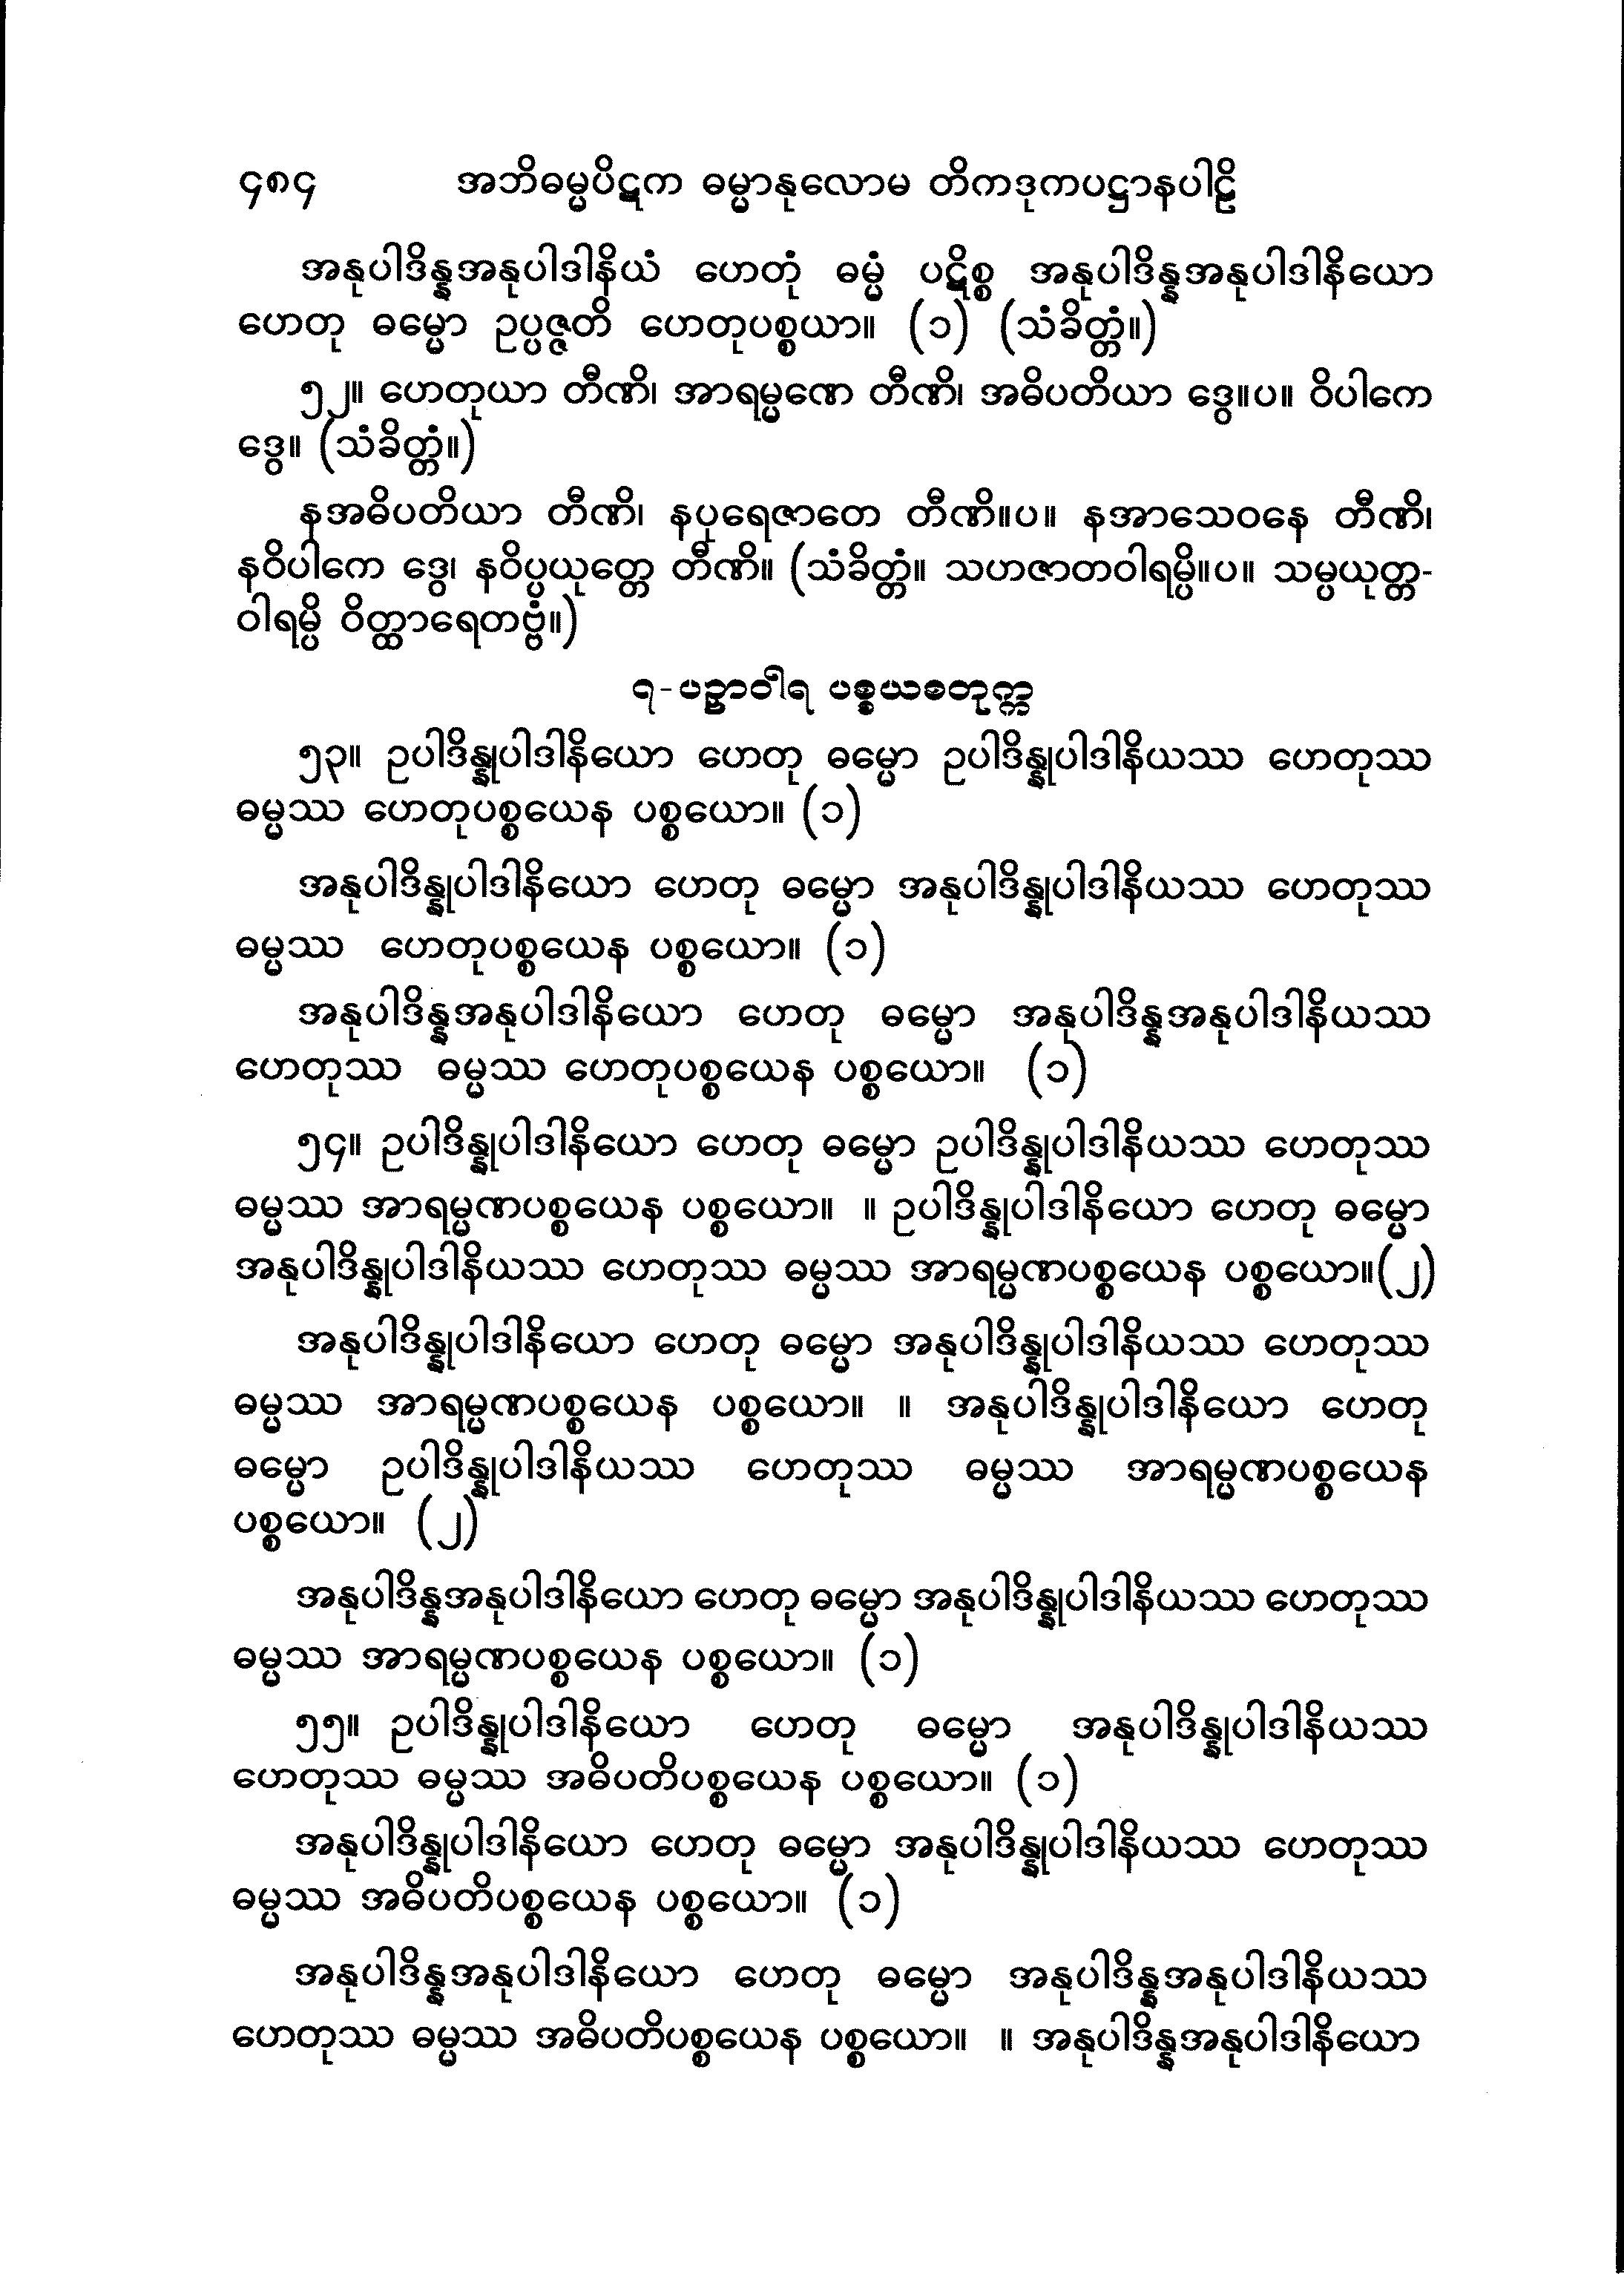 ၄၈၄ အဘိဓမ္မပိဋက ဓမ္မာနုလောမ တိကဒုကပဋ္ဌာနပါဠိ
အနုပါဒိန္နအနုပါဒါနိယံ ဟေတုံ ဓမ္မံ ပဋိစ္စ အနုပါဒိန္နအနုပါဒါနိယော
ဟေတု ဓမ္မော ဥပ္ပဇ္ဇတိ ဟေတုပစ္စယာ။ (၁) (သံခိတ္တံ။)
၅၂။ ဟေတုယာ တီဏိ၊ အာရမ္မဏေ တီဏိ၊ အဓိပတိယာ ဒွေ။ပ။ ဝိပါကေ
ဒွေ။ (သံခိတ္တံ။)
နအဓိပတိယာ တီဏိ၊ နပုရေဇာတေ တီဏိ။ပ။ နအာသေဝနေ တီဏိ၊
နဝိပါကေ ဒွေ၊ နဝိပ္ပယုတ္တေ တီဏိ။ (သံခိတ္တံ။ သဟဇာတဝါရမ္ပိ။ပ။ သမ္ပယုတ္တ-
ဝါရမ္ပိ ဝိတ္ထာရေတဗ္ဗံ။)
၇-ပဉှာဝါရ ပစ္စယစတုက္က
၅၃။ ဥပါဒိန္နုပါဒါနိယော ဟေတု ဓမ္မော ဥပါဒိန္နုပါဒါနိယဿ ဟေတုဿ
ဓမ္မဿ ဟေတုပစ္စယေန ပစ္စယော။ (၁)
အနုပါဒိန္နုပါဒါနိယော ဟေတု ဓမ္မော အနုပါဒိန္နုပါဒါနိယဿ ဟေတုဿ
ဓမ္မဿ ဟေတုပစ္စယေန ပစ္စယော။ (၁)
အနုပါဒိန္နအနုပါဒါနိယော ဟေတု ဓမ္မော အနုပါဒိန္နအနုပါဒါနိယဿ
ဟေတုဿ ဓမ္မဿ ဟေတုပစ္စယေန ပစ္စယော။ (၁)
၅၄။ ဥပါဒိန္နုပါဒါနိယော ဟေတု ဓမ္မော ဥပါဒိန္နုပါဒါနိယဿ ဟေတုဿ
ဓမ္မဿ အာရမ္မဏပစ္စယေန ပစ္စယော။ ။ ဥပါဒိန္နုပါဒါနိယော ဟေတု ဓမ္မော
အနုပါဒိန္နုပါဒါနိယဿ ဟေတုဿ ဓမ္မဿ အာရမ္မဏပစ္စယေန ပစ္စယော။(၂)
အနုပါဒိန္နုပါဒါနိယော ဟေတု ဓမ္မော အနုပါဒိန္နုပါဒါနိယဿ ဟေတုဿ
ဓမ္မဿ အာရမ္မဏပစ္စယေန ပစ္စယော။ ။ အနုပါဒိန္နုပါဒါနိယော ဟေတု
ဓမ္မော ဥပါဒိန္နုပါဒါနိယဿ ဟေတုဿ ဓမ္မဿ အာရမ္မဏပစ္စယေန
ပစ္စယော။ (၂)
အနုပါဒိန္နအနုပါဒါနိယော ဟေတု ဓမ္မော အနုပါဒိန္နုပါဒါနိယဿ ဟေတုဿ
ဓမ္မဿ အာရမ္မဏပစ္စယေန ပစ္စယော။ (၁)
၅၅။ ဥပါဒိန္နုပါဒါနိယော ဟေတု ဓမ္မော အနုပါဒိန္နုပါဒါနိယဿ
ဟေတုဿ ဓမ္မဿ အဓိပတိပစ္စယေန ပစ္စယော။ (၁)
အနုပါဒိန္နုပါဒါနိယော ဟေတု ဓမ္မော အနုပါဒိန္နုပါဒါနိယဿ ဟေတုဿ
ဓမ္မဿ အဓိပတိပစ္စယေန ပစ္စယော။ (၁)
အနုပါဒိန္နအနုပါဒါနိယော ဟေတု ဓမ္မော အနုပါဒိန္နအနုပါဒါနိယဿ
ဟေတုဿ ဓမ္မဿ အဓိပတိပစ္စယေန ပစ္စယော။ ။ အနုပါဒိန္နအနုပါဒါနိယော